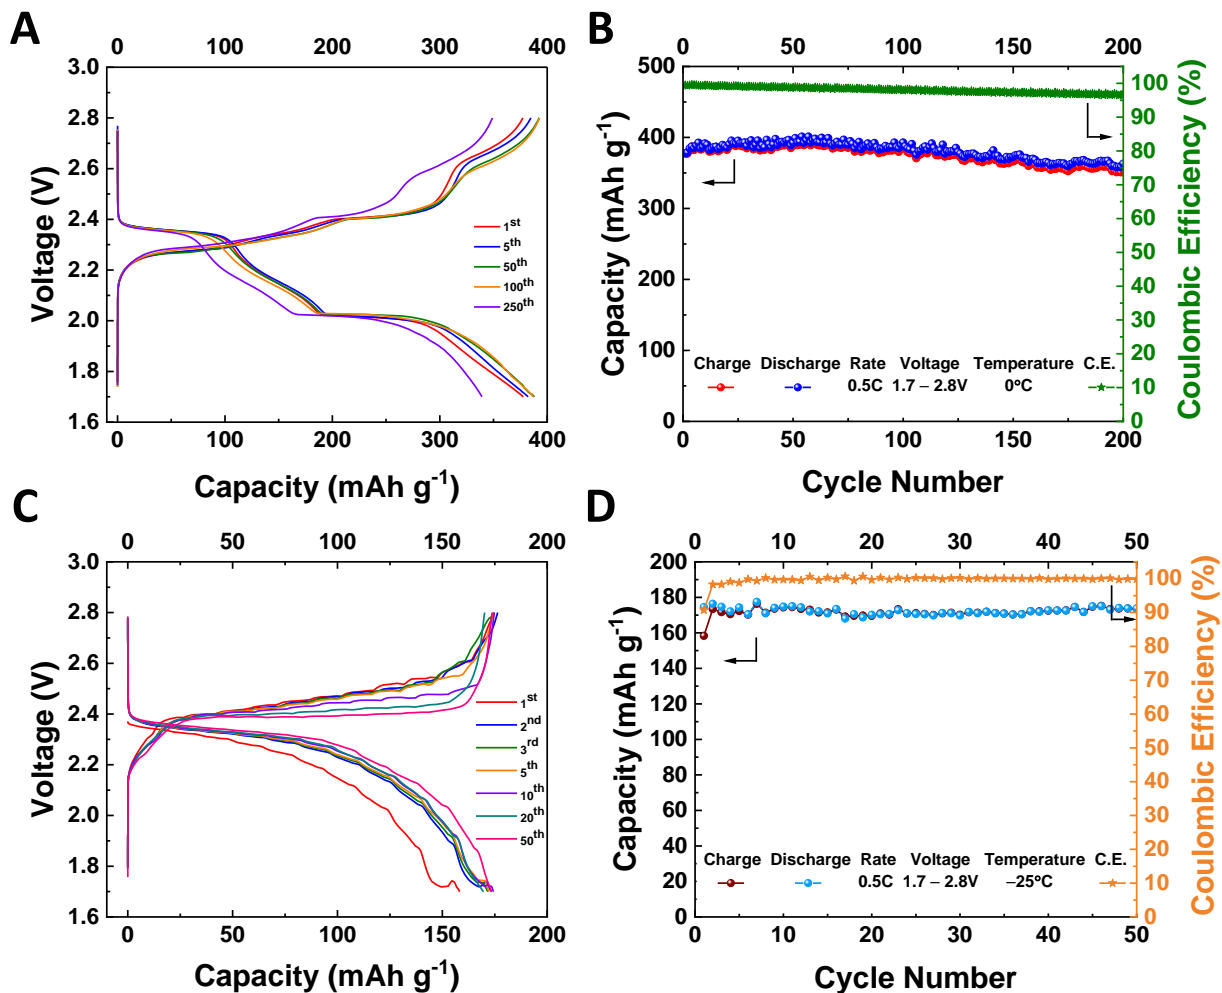 A
0 100 200 300 400
3.0
2.8
2.6
2.4
2.2
2.0
1.8
1.6
Voltage (V)
1st
5th
50th
100th
250th
0 100 200 300 400
Capacity (mAh g-1)
B
0 50 100 150 200
500
400
300
200
100
0
Capacity (mAh g-1)
100
90
80
70
60
50
40
30
20
10
0
Coulombic Efficiency (%)
Charge Discharge Rate Voltage Temperature C.E.
0.5C 1.7 – 2.8V 0°C
0 50 100 150 200
Cycle Number
C
0 50 100 150 200
3.0
2.8
2.6
2.4
2.2
2.0
1.8
1.6
Voltage (V)
1st
2nd
3rd
5th
10th
20th
50th
0 50 100 150 200
Capacity (mAh g-1)
D
0 10 20 30 40 50
200
180
160
140
120
100
80
60
40
20
0
Capacity (mAh g-1)
100
90
80
70
60
50
40
30
20
10
0
Coulombic Efficiency (%)
Charge Discharge Rate Voltage Temperature C.E.
0.5C 1.7 – 2.8V –25°C
0 10 20 30 40 50
Cycle Number